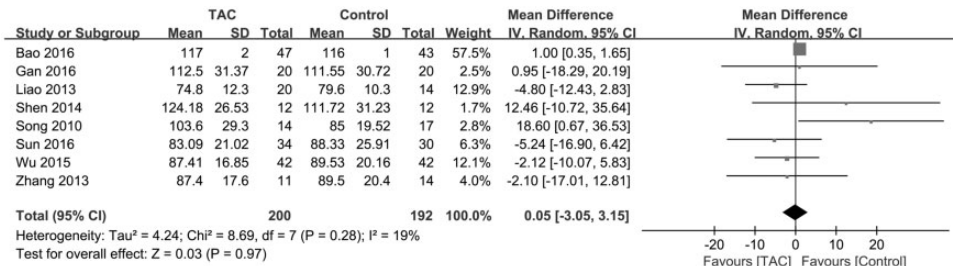 TAC Control Mean Difference Mean Difference
Study or Subgroup Mean SD Total Mean SD Total Weight IV. Random. 95% CI IV. Random. 95% CI
Bao 2016 117 2 47 116 1 43 57.5% 1.00 [0.35, 1.65]
Gan 2016 112.5 31.37 20 111.55 30.72 20 2.5% 0.95 [-18.29, 20.19]
Liao 2013 74.8 12.3 20 79.6 10.3 14 12.9% -4.80 [-12.43, 2.83]
Shen 2014 124.18 26.53 12 111.72 31.23 12 1.7% 12.46 [-10.72, 35.64]
Song 2010 103.6 29.3 14 85 19.52 17 2.8% 18.60 [0.67, 36.53]
Sun 2016 83.09 21.02 34 88.33 25.91 30 6.3% -5.24 [-16.90, 6.42]
Wu 2015 87.41 16.85 42 89.53 20.16 42 12.1% -2.12 [-10.07, 5.83]
Zhang 2013 87.4 17.6 11 89.5 20.4 14 4.0% -2.10 [-17.01, 12.81]
Total (95% CI) 200 192 100.0% 0.05 [-3.05, 3.15]
Heterogeneity: Tau² = 4.24; Chi² = 8.69, df = 7 (P = 0.28); I² = 19%
Test for overall effect: Z = 0.03 (P = 0.97)
-20 -10 0 10 20
Favours [TAC] Favours [Control]